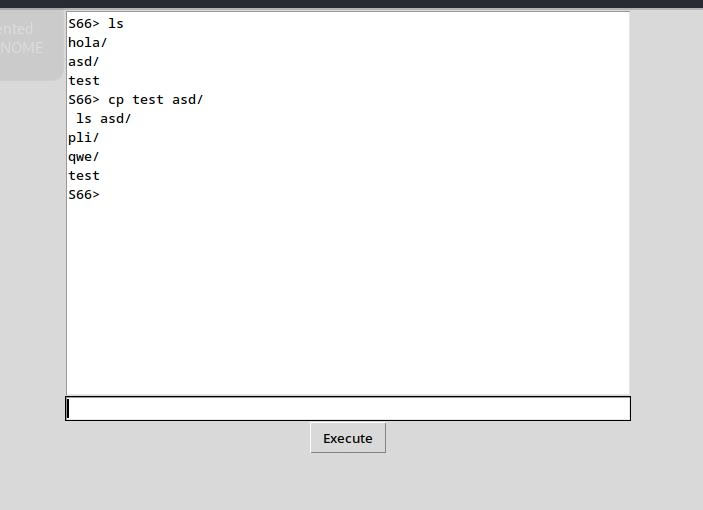 ented
NOME
S66> ls
hola/
asd/
test
S66> cp test asd/
 ls asd/
pli/
qwe/
test
S66>
Execute